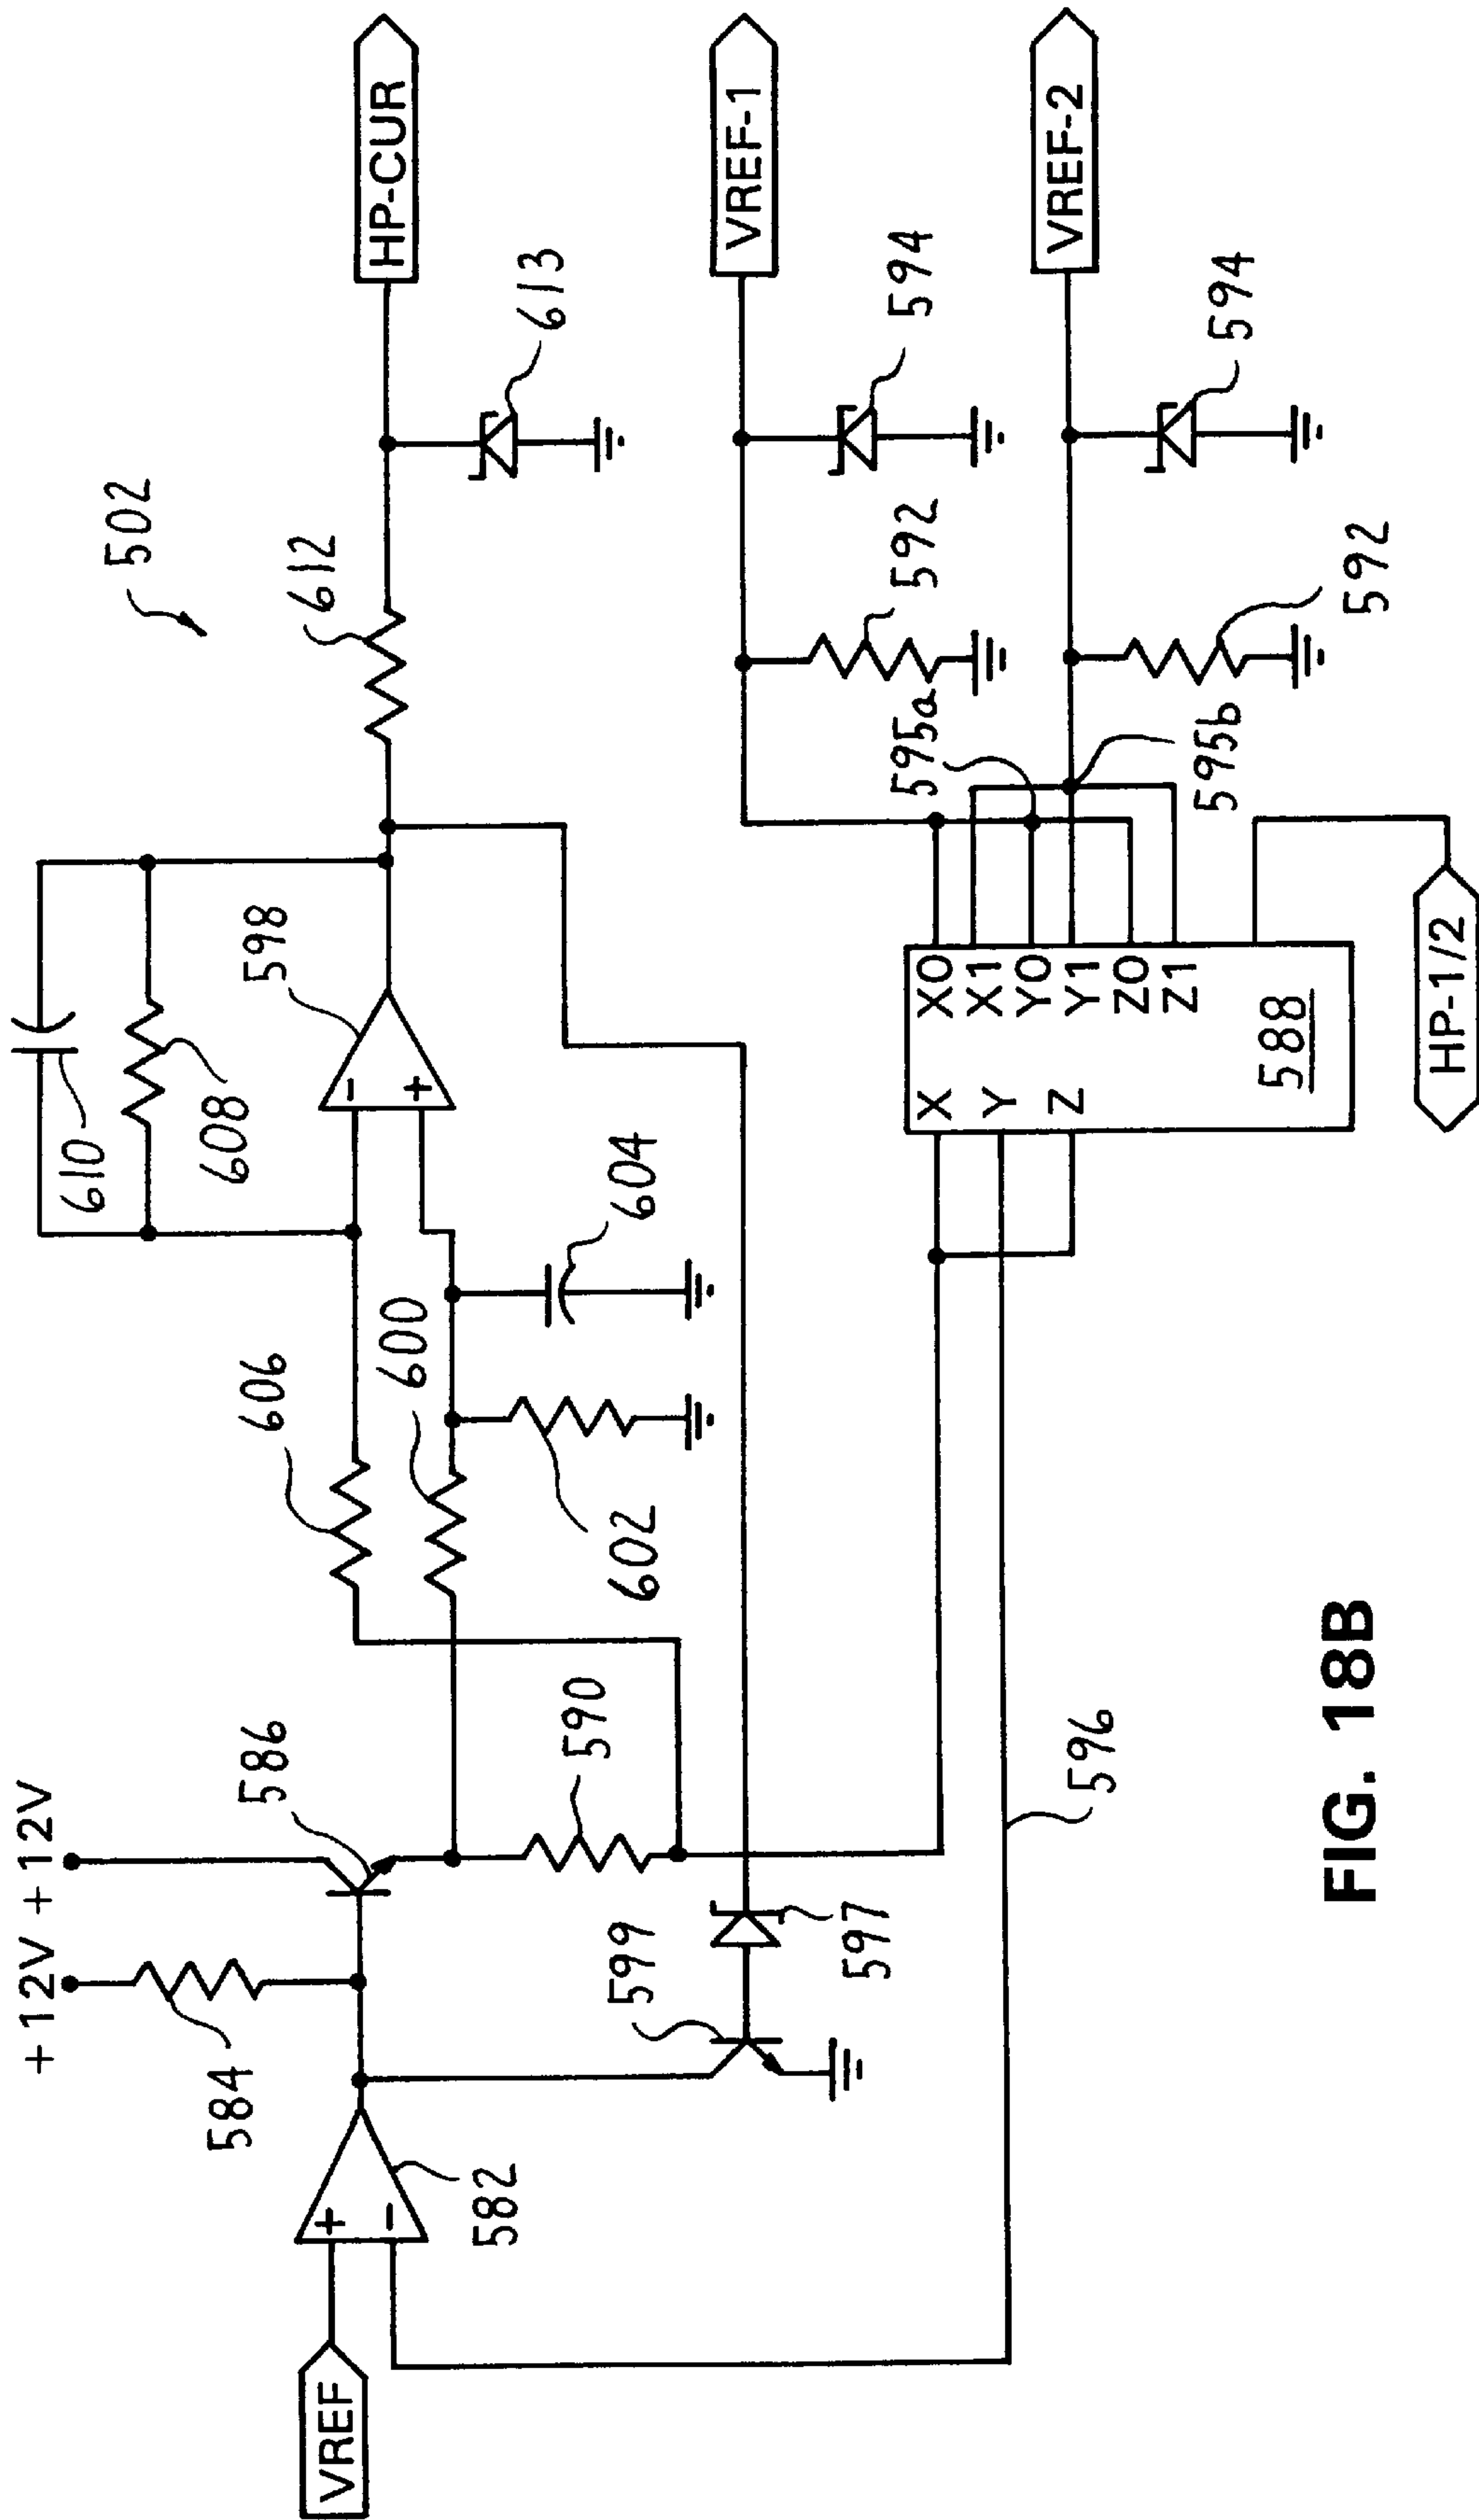 502
+12V
+12V
610
608
598
606
600
604
602
612
HP-CUR
613
586
584
590
VREF
+
-
582
-
+
599
597
VREF-1
594
592
595a
X
Y
Z
X0
X1
Y0
Y1
Z0
Z1
588
595b
VREF-2
594
592
596
HP-1/2
FIG. 18B